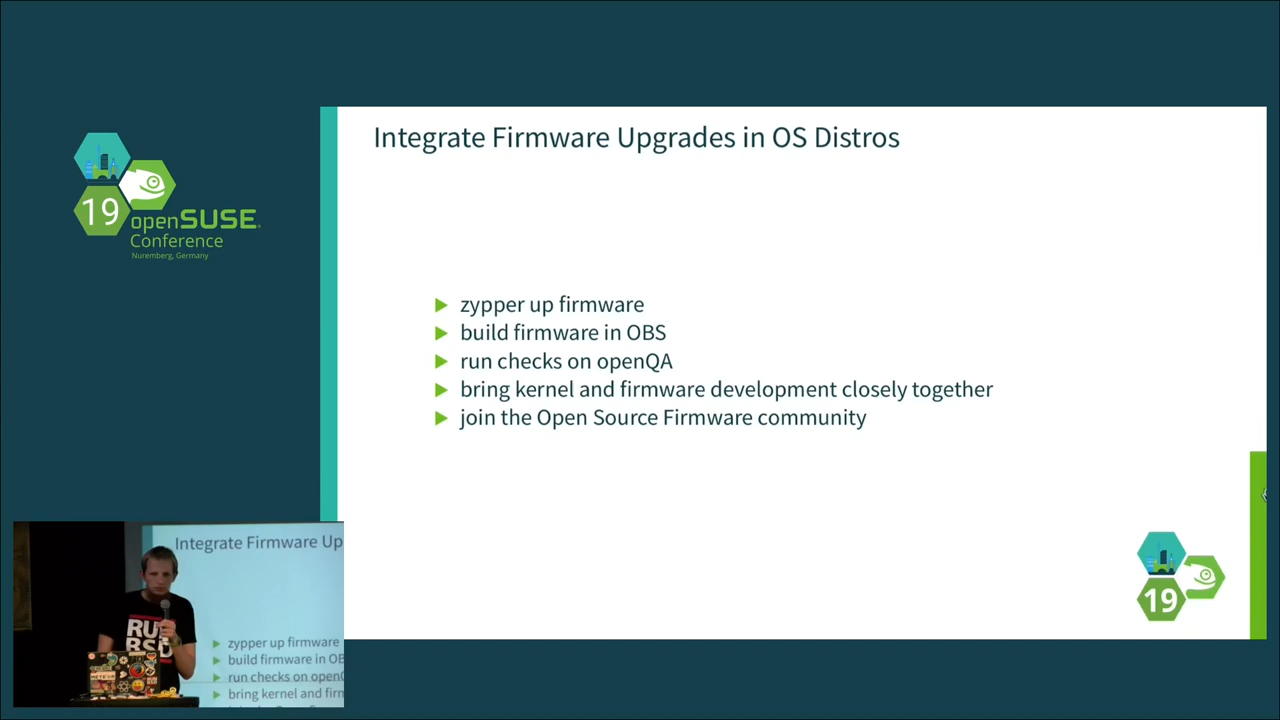 Integrate Firmware Upgrades in OS Distros
19
openSUSE
Conference
Nuremberg, Germany
zypper up firmware
build firmware in OBS
run checks on openQA
bring kernel and firmware development closely together
join the Open Source Firmware community
19
Integrate Firmware Up
zypper up firmware
build firmware in OB
run checks on open
bring kernel and firm
RU
BSD